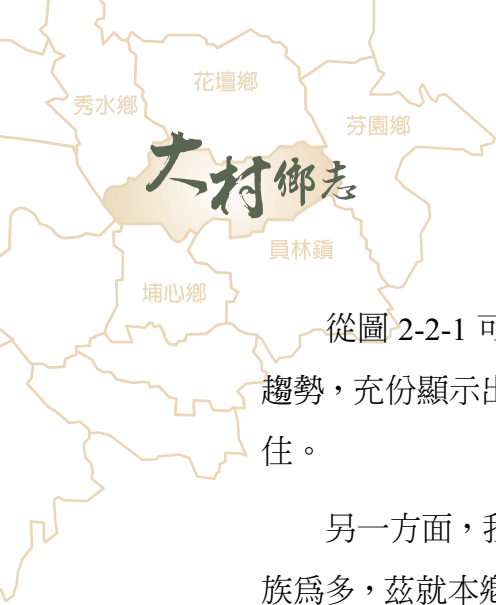 花壇鄉
秀水鄉
芬園鄉
大村鄉志
員林鎮
埔心鄉
從圖 2-2-1 可
趨勢，充份顯示出
住。
另一方面，我
族為多，茲就本鄉